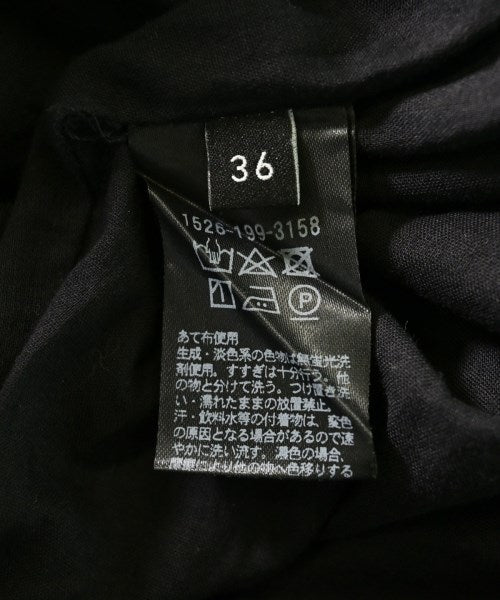 36
1526-199-3158
P
あて布使用
生成・淡色系の色物は無蛍光洗
剤使用。すすぎは十分行う。他
の物と分けて洗う。つけ置き洗
い・濡れたままの放置禁止。
汗・飲料水等の付着物は、変色
の原因となる場合があるので速
やかに洗い流す。濃色の場合、
摩擦により他の物へ色移りする